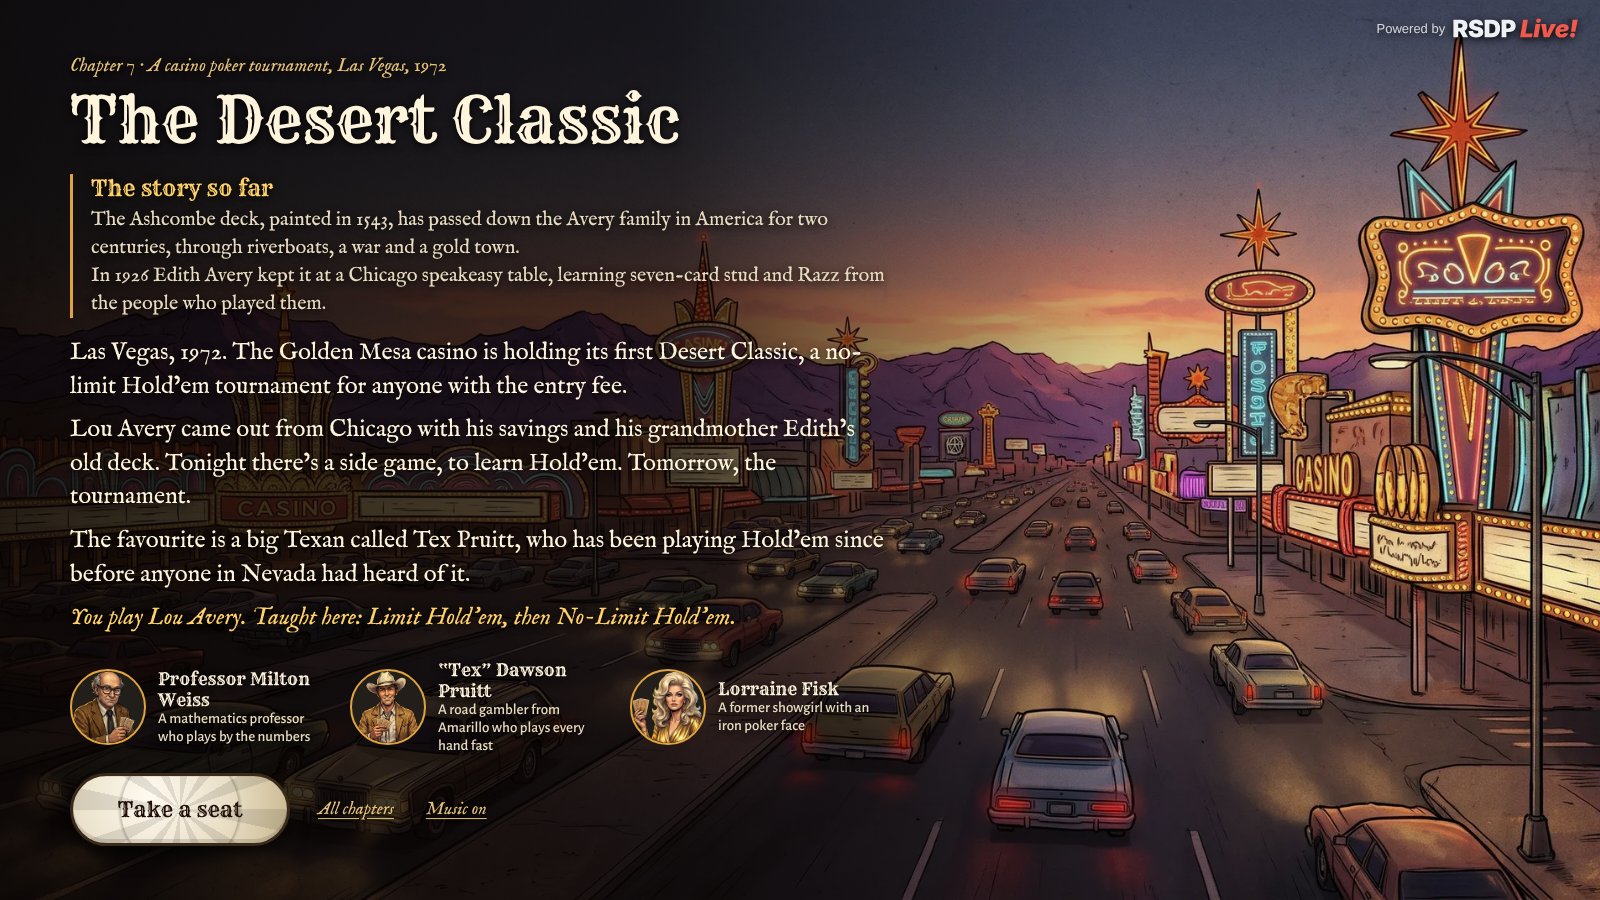 Powered by RSDP Live!
Chapter 7 · A casino poker tournament, Las Vegas, 1972
The Desert Classic
The story so far
The Ashcombe deck, painted in 1543, has passed down the Avery family in America for two
centuries, through riverboats, a war and a gold town.
In 1926 Edith Avery kept it at a Chicago speakeasy table, learning seven-card stud and Razz from
the people who played them.
Las Vegas, 1972. The Golden Mesa casino is holding its first Desert Classic, a no-
limit Hold’em tournament for anyone with the entry fee.
Lou Avery came out from Chicago with his savings and his grandmother Edith’s
old deck. Tonight there’s a side game, to learn Hold’em. Tomorrow, the
tournament.
The favourite is a big Texan called Tex Pruitt, who has been playing Hold’em since
before anyone in Nevada had heard of it.
You play Lou Avery. Taught here: Limit Hold’em, then No-Limit Hold’em.
Professor Milton
Weiss
A mathematics professor
who plays by the numbers
“Tex” Dawson
Pruitt
A road gambler from
Amarillo who plays every
hand fast
Lorraine Fisk
A former showgirl with an
iron poker face
Take a seat
All chapters
Music on
CASINO
CASINO